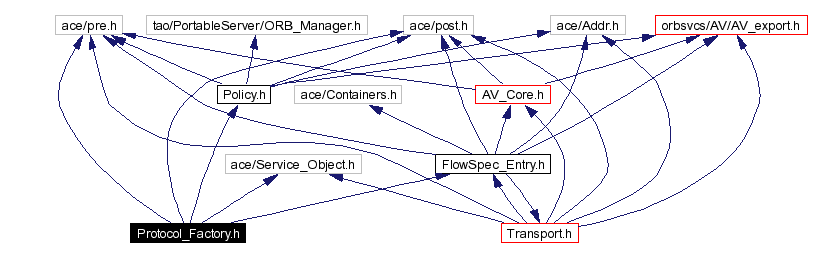 ace/pre.h
tao/PortableServer/ORB_Manager.h
ace/post.h
ace/Addr.h
orbsvcs/AV/AV_export.h
Policy.h
ace/Containers.h
AV_Core.h
ace/Service_Object.h
FlowSpec_Entry.h
Protocol_Factory.h
Transport.h